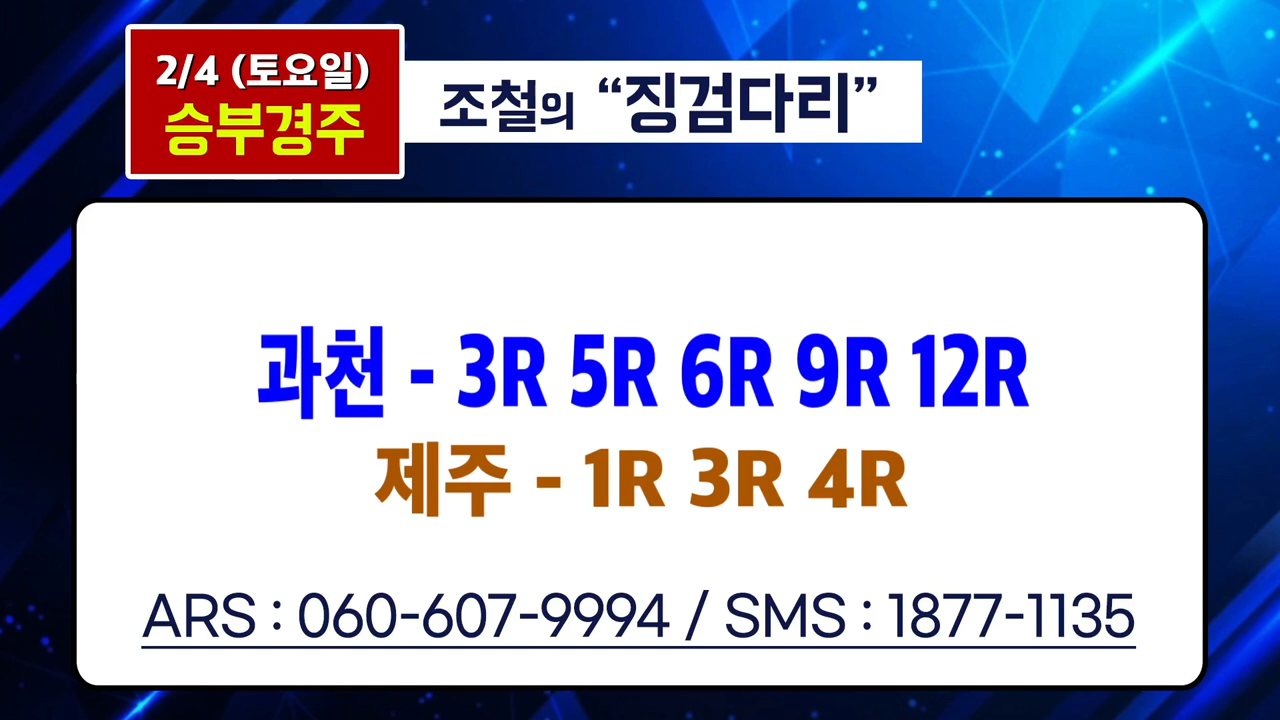 2/4 (토요일)
승부경주
조철의 “징검다리”
과천 - 3R 5R 6R 9R 12R
제주 - 1R 3R 4R
ARS : 060-607-9994 / SMS : 1877-1135